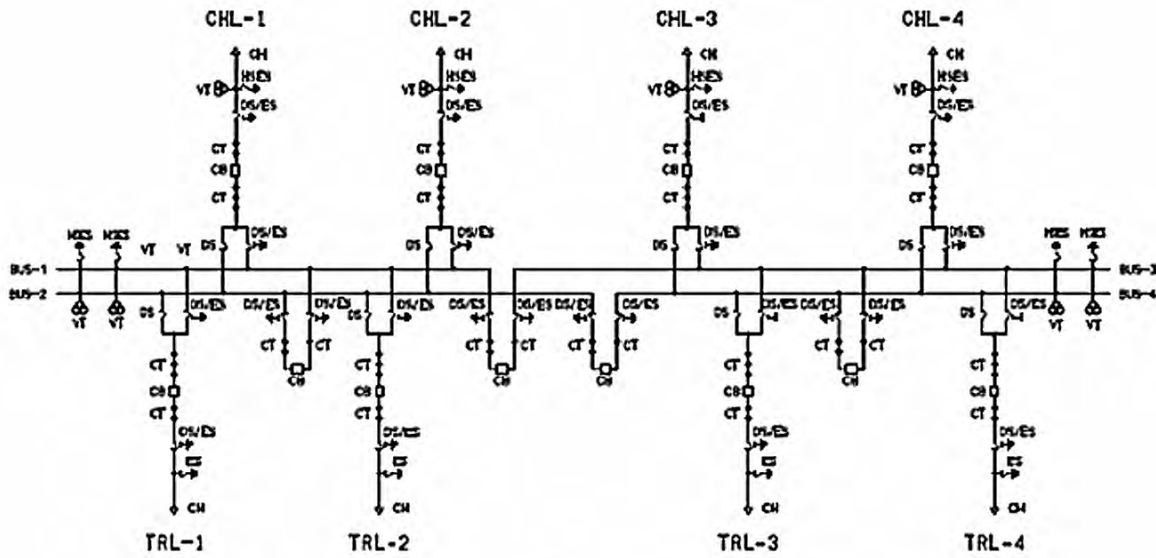 CHL-1 CHL-2 CHL-3 CHL-4
CH CH CH CH
HSES HSES HSES HSES
VT VT VT VT
DS/ES DS/ES DS/ES DS/ES
CT CT CT CT
CB CB CB CB
CT CT CT CT
DS DS/ES DS DS/ES DS DS/ES DS DS/ES
VT VT
BUS-1 BUS-3
BUS-2 BUS-4
VT VT DS DS/ES DS/ES DS/ES DS DS/ES DS/ES DS/ES DS/ES DS/ES DS DS/ES DS/ES DS/ES DS DS/ES VT VT
CT CT CT CT CT CT CT CT
CT CB CT CB CB CT CB CT
CB CB CB CB
CT CT CT CT
DS/ES DS/ES DS/ES DS/ES
ES ES ES ES
CH CH CH CH
TRL-1 TRL-2 TRL-3 TRL-4